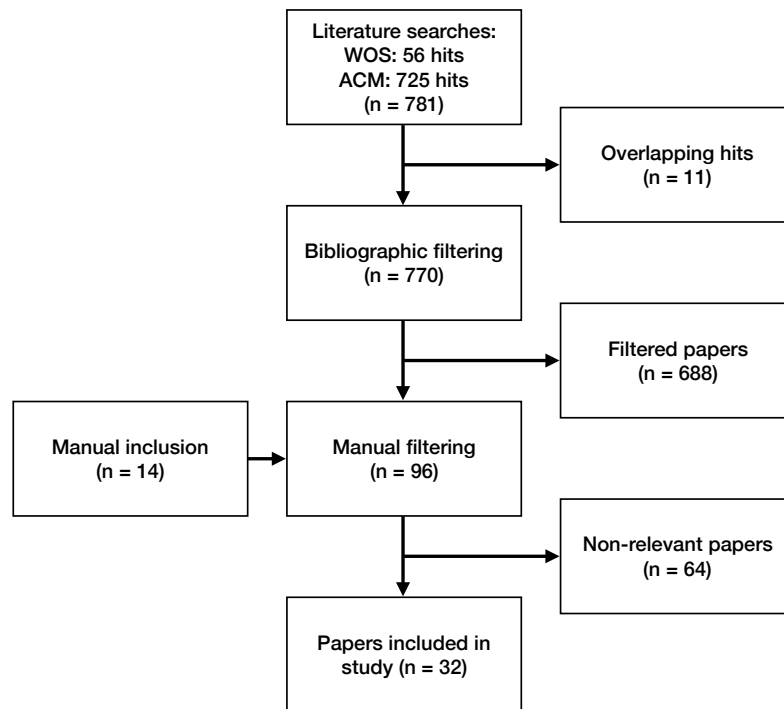 Literature searches:
WOS: 56 hits
ACM: 725 hits
(n = 781)
Overlapping hits
(n = 11)
Bibliographic filtering
(n = 770)
Filtered papers
(n = 688)
Manual inclusion
(n = 14)
Manual filtering
(n = 96)
Non-relevant papers
(n = 64)
Papers included in
study (n = 32)